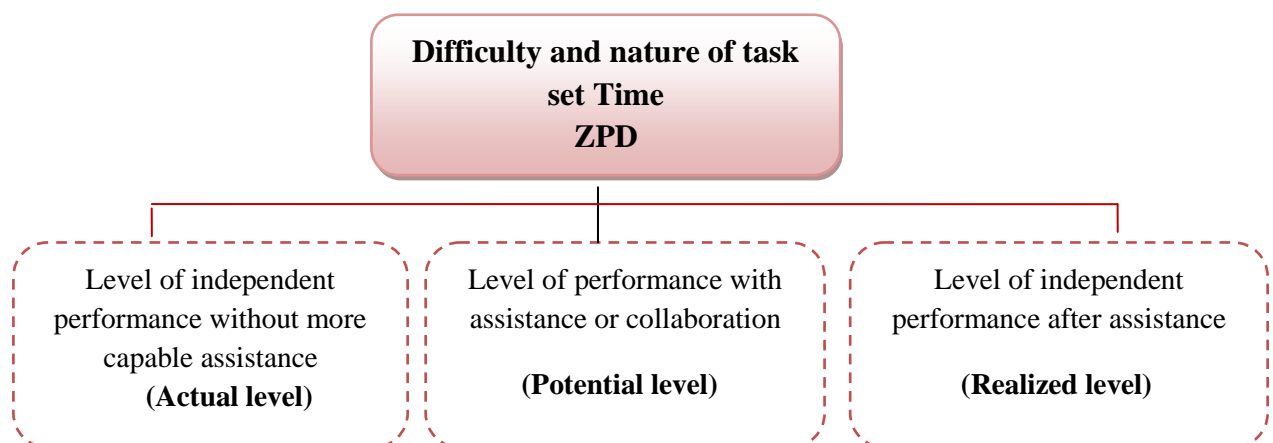 Difficulty and nature of task
set Time
ZPD
Level of independent
performance without more
capable assistance
(Actual level)
Level of performance with
assistance or collaboration
(Potential level)
Level of independent
performance after assistance
(Realized level)